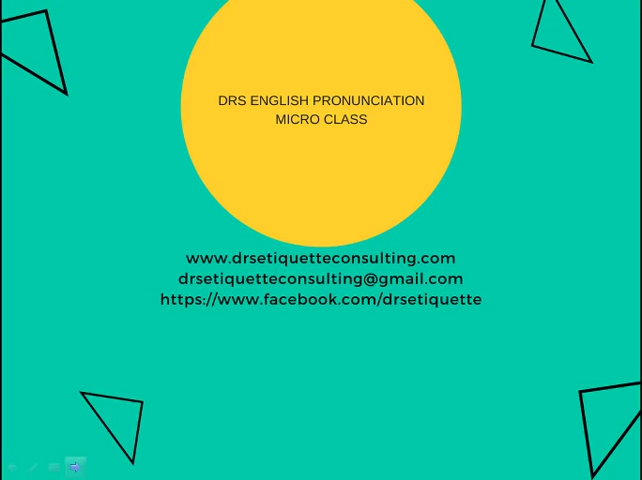 DRS ENGLISH PRONUNCIATION
MICRO CLASS
www.drsetiquetteconsulting.com
drsetiquetteconsulting@gmail.com
https://www.facebook.com/drsetiquette